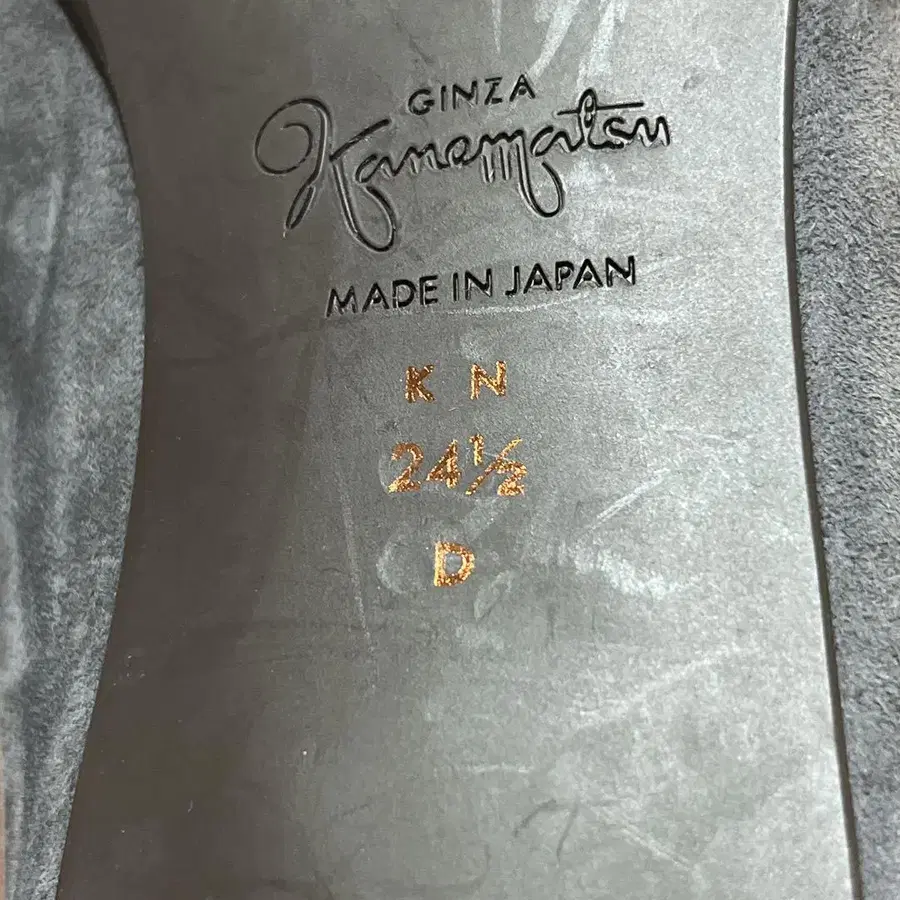 GINZA
Kanematsu
MADE IN JAPAN
K N
24½
D